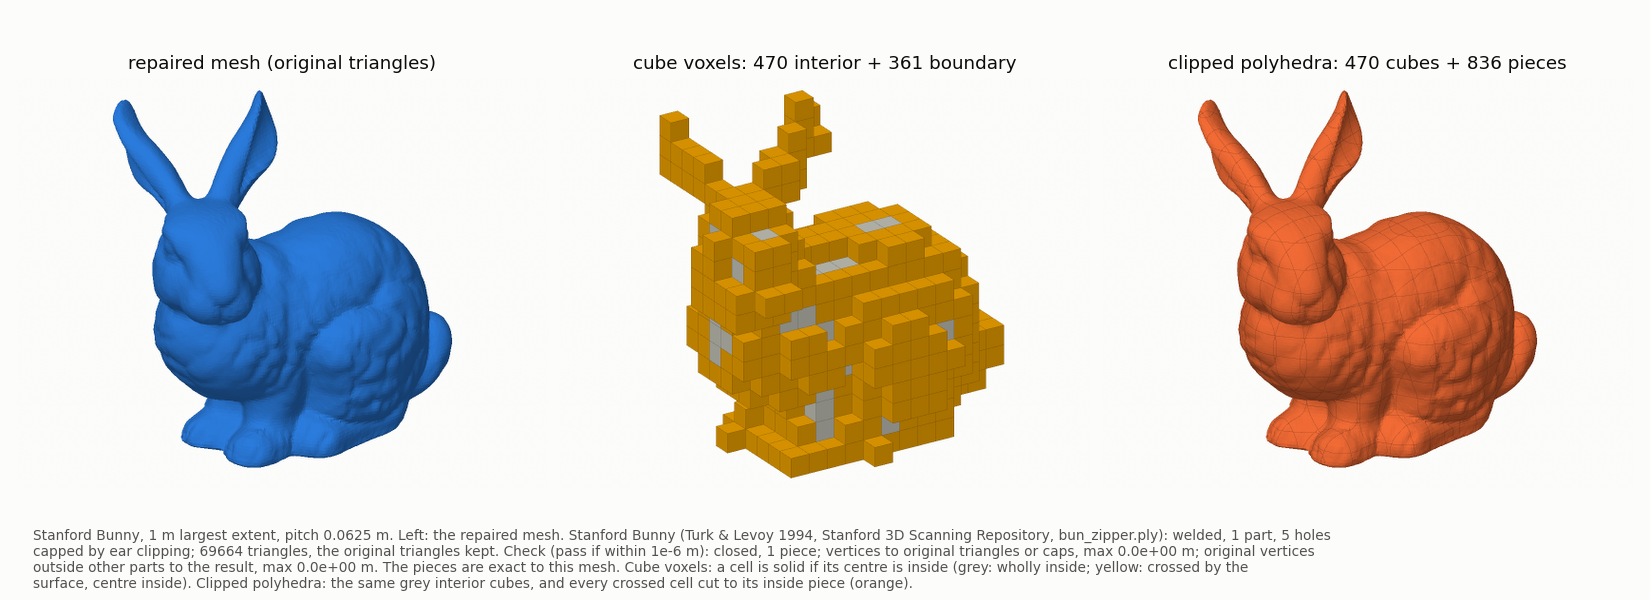 repaired mesh (original triangles)
cube voxels: 470 interior + 361 boundary
clipped polyhedra: 470 cubes + 836 pieces
Stanford Bunny, 1 m largest extent, pitch 0.0625 m. Left: the repaired mesh. Stanford Bunny (Turk & Levoy 1994, Stanford 3D Scanning Repository, bun_zipper.ply): welded, 1 part, 5 holes
capped by ear clipping; 69664 triangles, the original triangles kept. Check (pass if within 1e-6 m): closed, 1 piece; vertices to original triangles or caps, max 0.0e+00 m; original vertices
outside other parts to the result, max 0.0e+00 m. The pieces are exact to this mesh. Cube voxels: a cell is solid if its centre is inside (grey: wholly inside; yellow: crossed by the
surface, centre inside). Clipped polyhedra: the same grey interior cubes, and every crossed cell cut to its inside piece (orange).